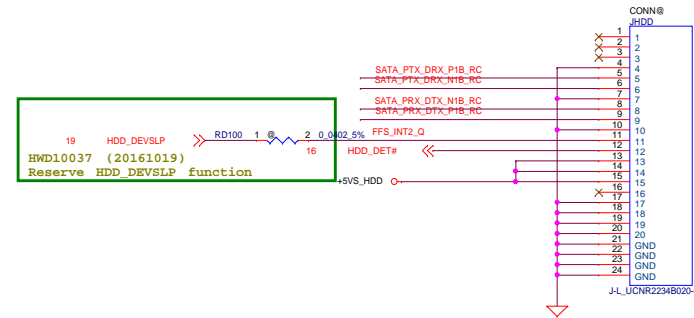 CONN@
JHDD
1 1
2 2
3 3
4 4
SATA_PTX_DRX_P1B_RC 5 5
SATA_PTX_DRX_N1B_RC 6 6
7 7
SATA_PRX_DTX_N1B_RC 8 8
SATA_PRX_DTX_P1B_RC 9 9
10 10
19 HDD_DEVSLP RD100 1 @ 2 0_0402_5% FFS_INT2_Q 11 11
16 HDD_DET# 12 12
HWD10037 (20161019)
Reserve HDD_DEVSLP function
13 13
14 14
+5VS_HDD 15 15
16 16
17 17
18 18
19 19
20 20
21 GND
22 GND
23 GND
24 GND
J-L_UCNR2234B020-